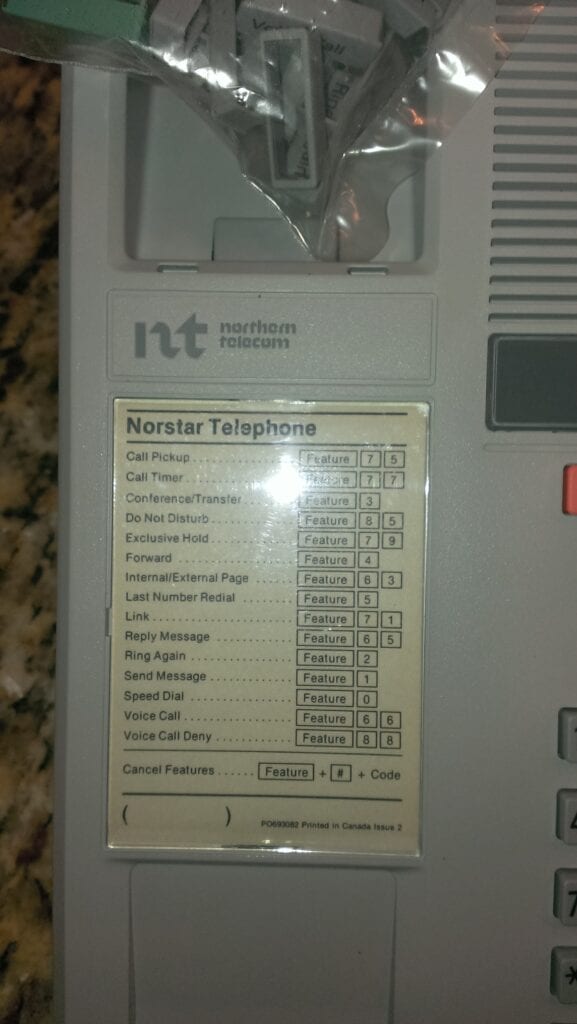 Call
nt northern
telecom
Norstar Telephone
Call Pickup .................... Feature 7 5
Call Timer .................... Feature 7 7
Conference/Transfer .......... Feature 3
Do Not Disturb ................ Feature 8 5
Exclusive Hold ................ Feature 7 9
Forward ....................... Feature 4
Internal/External Page ....... Feature 6 3
Last Number Redial .......... Feature 5
Link ............................ Feature 7 1
Reply Message ............... Feature 6 5
Ring Again ................... Feature 2
Send Message ............... Feature 1
Speed Dial .................... Feature 0
Voice Call .................... Feature 6 6
Voice Call Deny ............. Feature 8 8
Cancel Features ...... Feature + # + Code
( )
PO693082 Printed in Canada Issue 2
4
7
*